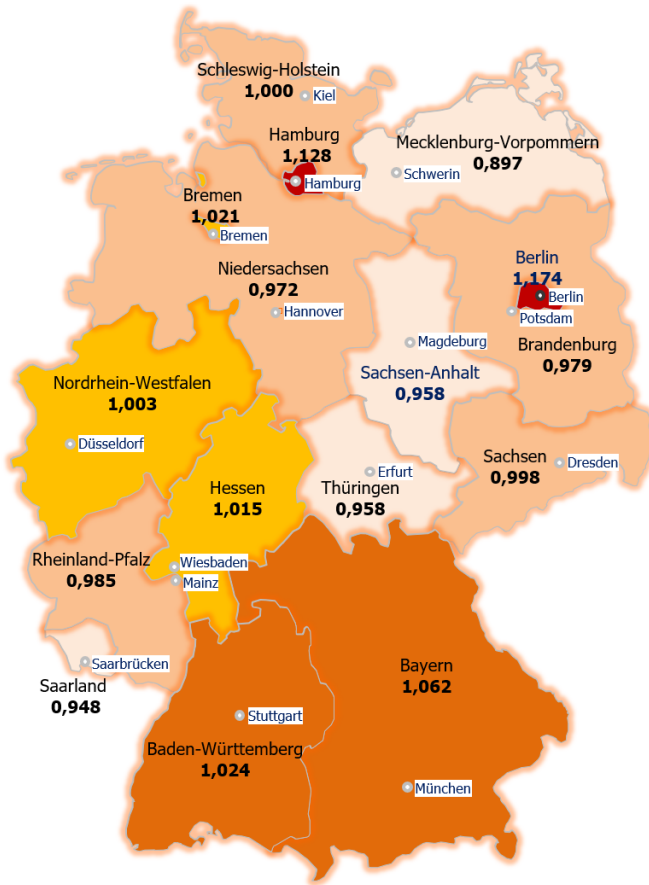 Schleswig-Holstein
1,000
Kiel
Hamburg
1,128
Hamburg
Mecklenburg-Vorpommern
0,897
Schwerin
Bremen
1,021
Bremen
Niedersachsen
0,972
Hannover
Berlin
1,174
Berlin
Potsdam
Brandenburg
0,979
Magdeburg
Sachsen-Anhalt
0,958
Nordrhein-Westfalen
1,003
Düsseldorf
Hessen
1,015
Wiesbaden
Erfurt
Thüringen
0,958
Sachsen
0,998
Dresden
Rheinland-Pfalz
0,985
Mainz
Saarbrücken
Saarland
0,948
Stuttgart
Baden-Württemberg
1,024
Bayern
1,062
München